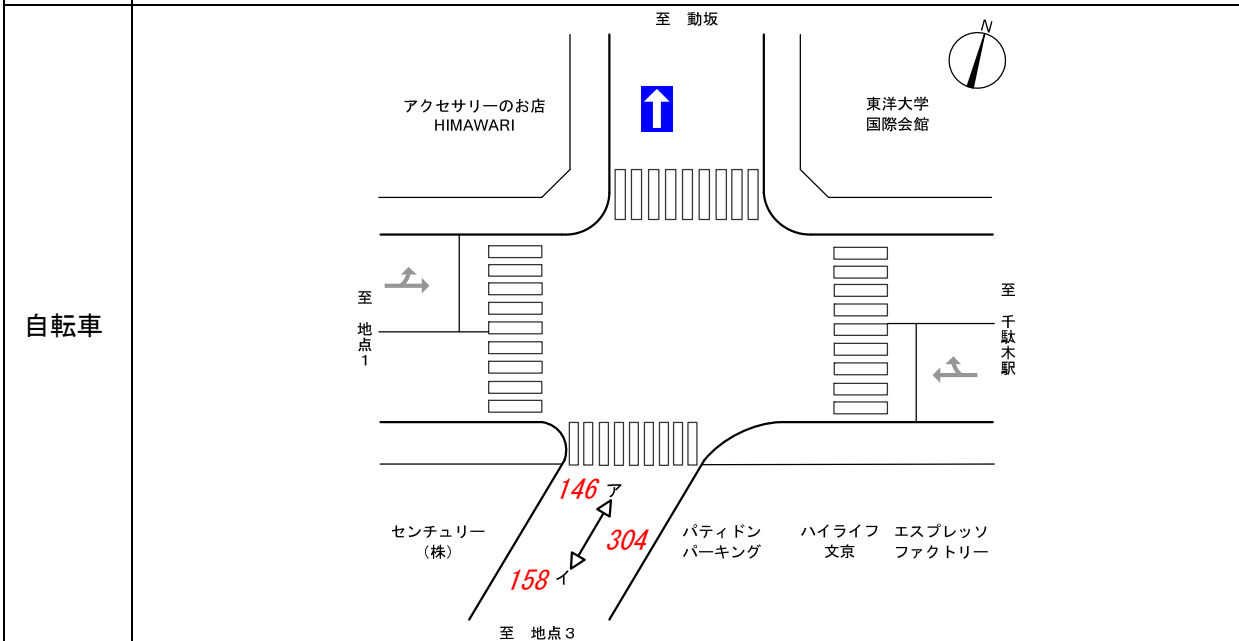 至 動坂
N
アクセサリーのお店
HIMAWARI
東洋大学
国際会館
自転車
至 地点1
至 千駄木駅
146 ア
304
158 イ
センチュリー
(株)
パティドン
パーキング
ハイライフ
文京
エスプレッソ
ファクトリー
至 地点3